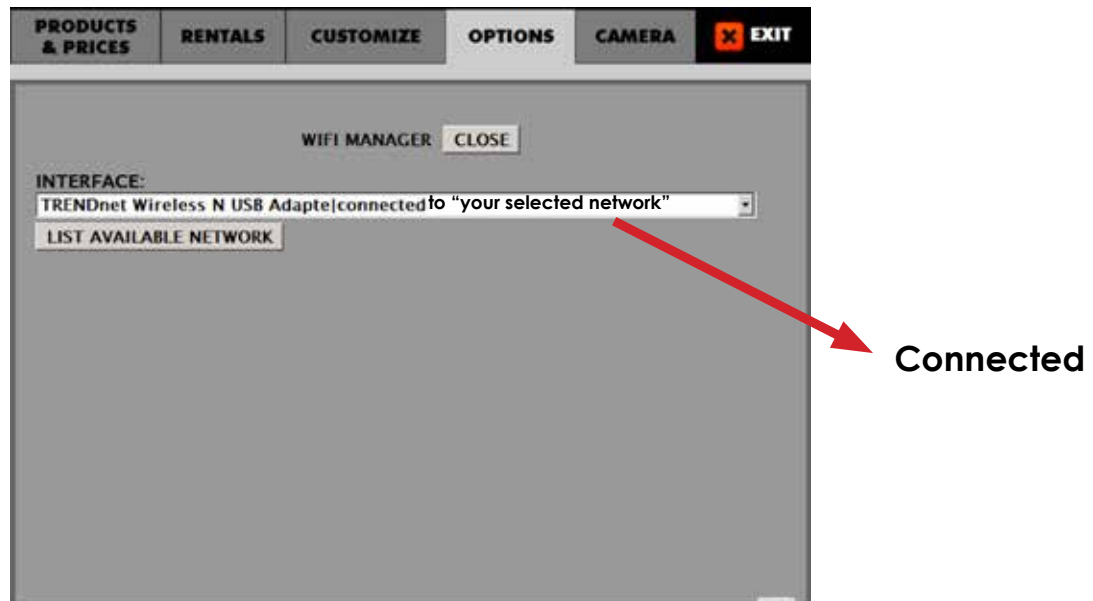 PRODUCTS & PRICES
RENTALS
CUSTOMIZE
OPTIONS
CAMERA
X EXIT
WIFI MANAGER CLOSE
INTERFACE:
TRENDnet Wireless N USB Adapte|connected to “your selected network”
LIST AVAILABLE NETWORK
Connected